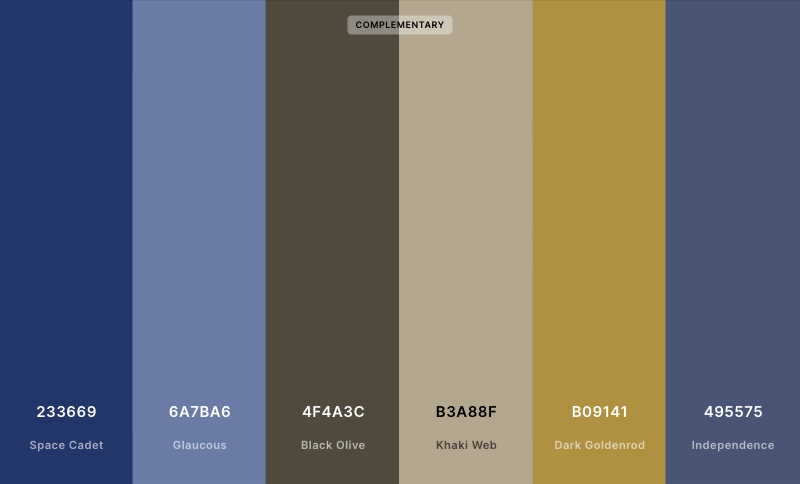 COMPLEMENTARY
233669
Space Cadet
6A7BA6
Glaucous
4F4A3C
Black Olive
B3A88F
Khaki Web
B09141
Dark Goldenrod
495575
Independence